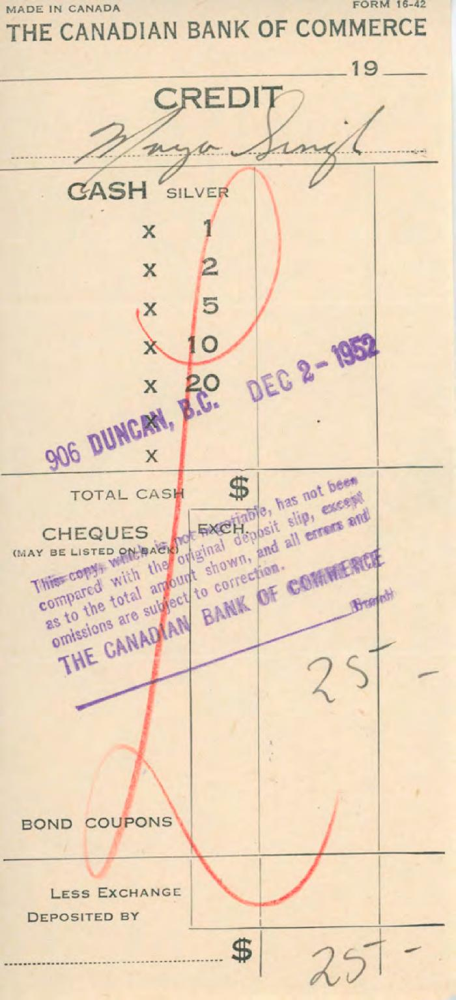 MADE IN CANADA FORM 16-42
THE CANADIAN BANK OF COMMERCE
19
CREDIT
Mayo Singh
CASH SILVER
x 1
x 2
x 5
x 10
x 20
x
x
906 DUNCAN, B.C. DEC 2 - 1952
TOTAL CASH $
CHEQUES EXCH.
(MAY BE LISTED ON BACK)
This copy, which is not negotiable, has not been
compared with the original deposit slip, except
as to the total amount shown, and all errors and
omissions are subject to correction.
THE CANADIAN BANK OF COMMERCE
Branch
25 - -
BOND COUPONS
LESS EXCHANGE
DEPOSITED BY
$ 25 - -